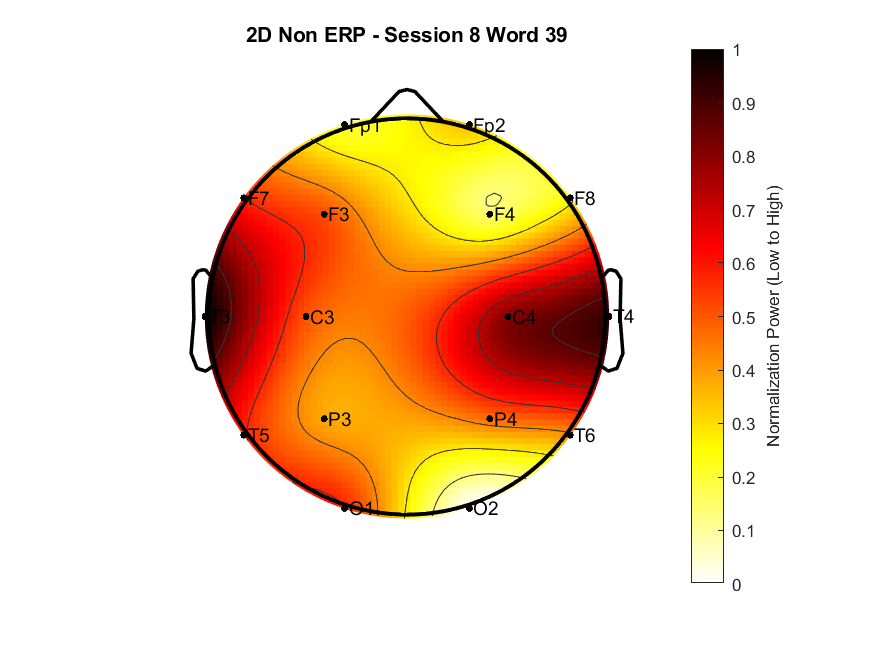 2D Non ERP - Session 8 Word 39
Fp1 Fp2
F7 F8
F3 F4
T3 C3 C4 T4
P3 P4
T5 T6
O1 O2
1
0.9
0.8
0.7
0.6
0.5
0.4
0.3
0.2
0.1
0
Normalization Power (Low to High)